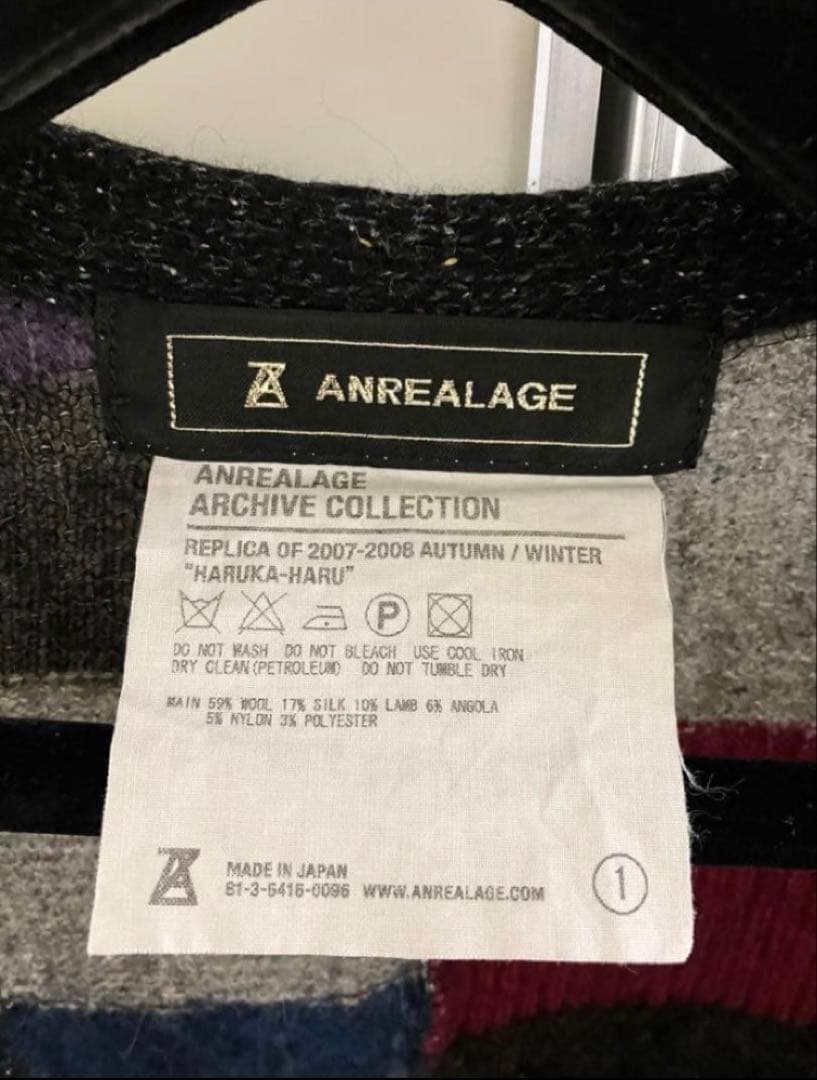 ANREALAGE
ANREALAGE
ARCHIVE COLLECTION
REPLICA OF 2007-2008 AUTUMN / WINTER
"HARUKA-HARU"
P
DO NOT WASH DO NOT BLEACH USE COOL IRON
DRY CLEAN(PETROLEUM) DO NOT TUMBLE DRY
MAIN 59% WOOL 17% SILK 10% LAMB 6% ANGOLA
5% NYLON 3% POLYESTER
MADE IN JAPAN
81-3-6416-0096 WWW.ANREALAGE.COM
1